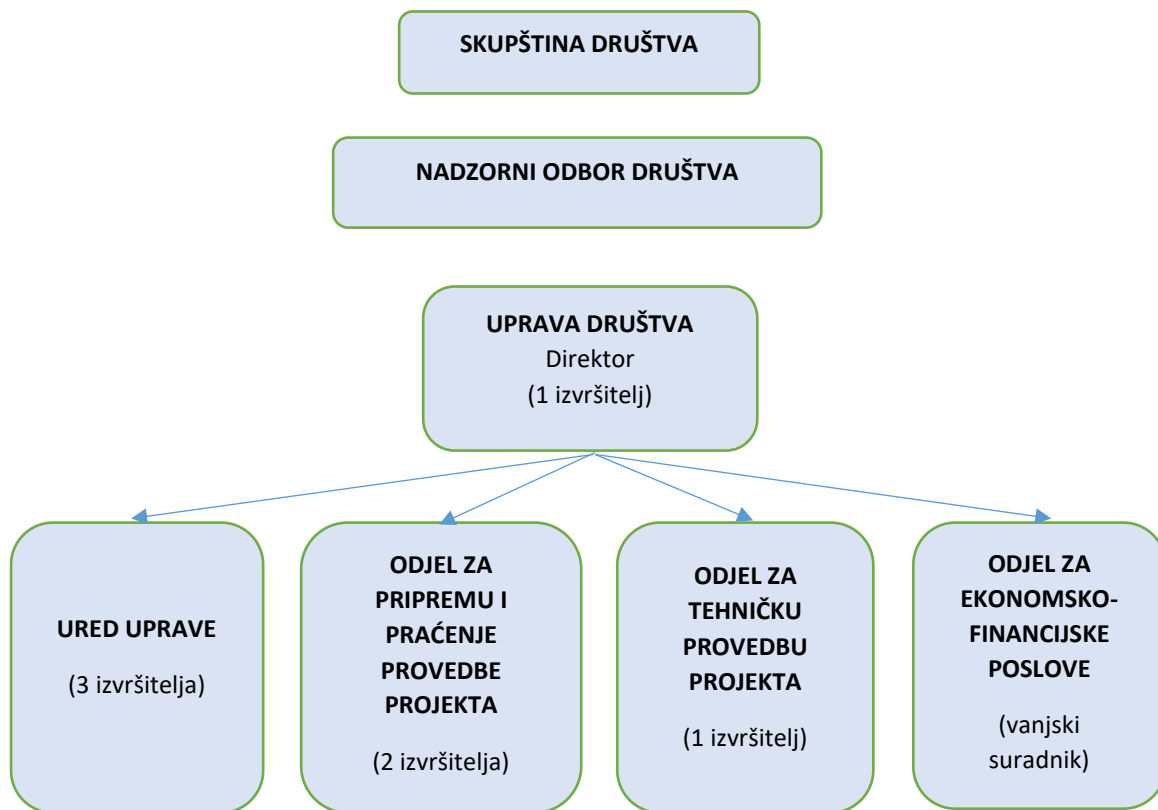 SKUPŠTINA DRUŠTVA
NADZORNI ODBOR DRUŠTVA
UPRAVA DRUŠTVA
Direktor
(1 izvršitelj)
URED UPRAVE
(3 izvršitelja)
ODJEL ZA
PRIPREMU I
PRAĆENJE
PROVEDBE
PROJEKTA
(2 izvršitelja)
ODJEL ZA
TEHNIČKU
PROVEDBU
PROJEKTA
(1 izvršitelj)
ODJEL ZA
EKONOMSKO-
FINANCIJSKE
POSLOVE
(vanjski
suradnik)